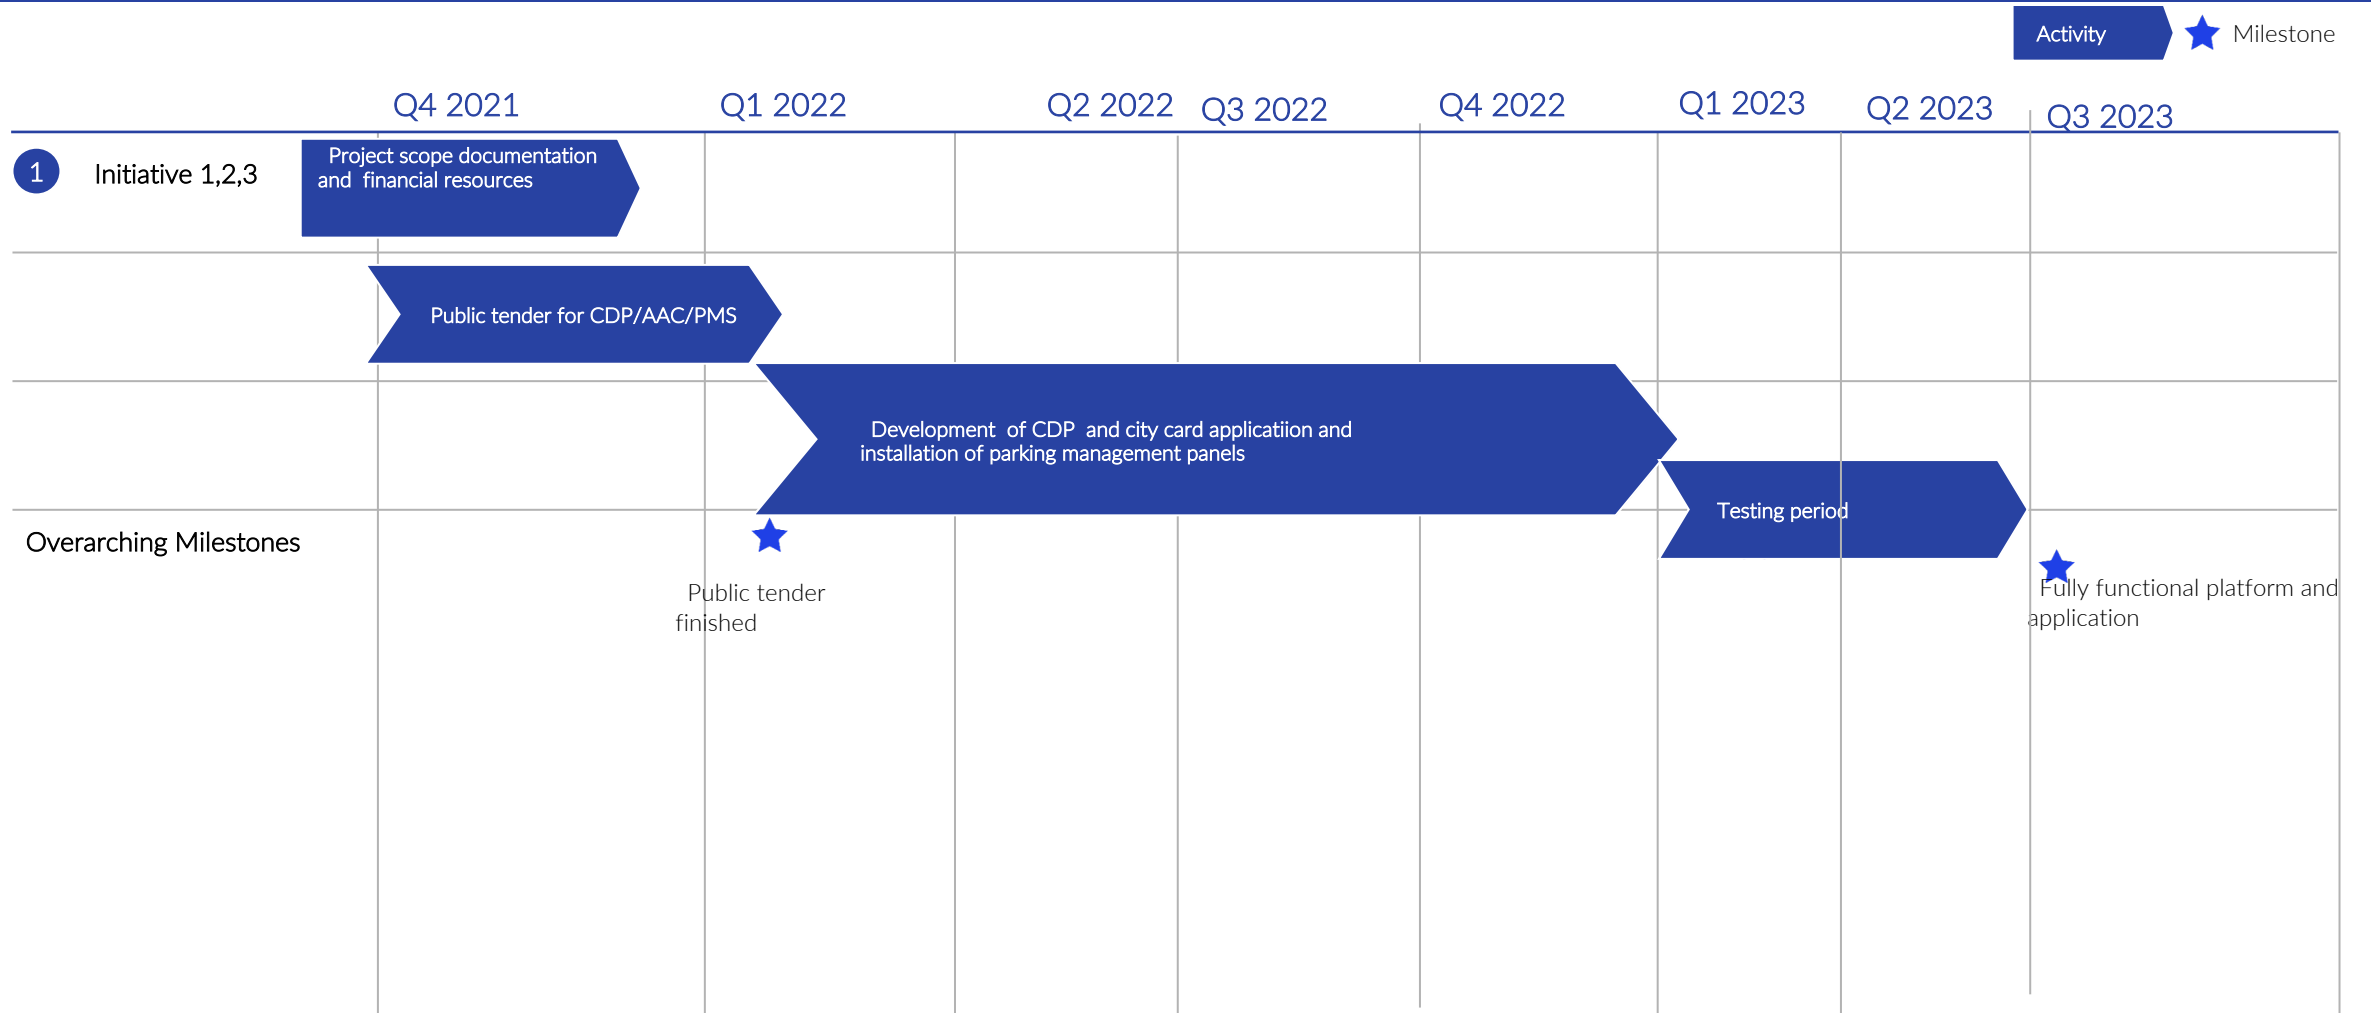 Activity
Milestone
Q4 2021
Q1 2022
Q2 2022
Q3 2022
Q4 2022
Q1 2023
Q2 2023
Q3 2023
1
Initiative 1,2,3
Project scope documentation
and financial resources
Public tender for CDP/AAC/PMS
Development of CDP and city card applicatiion and
installation of parking management panels
Testing period
Overarching Milestones
Public tender
finished
Fully functional platform and
application